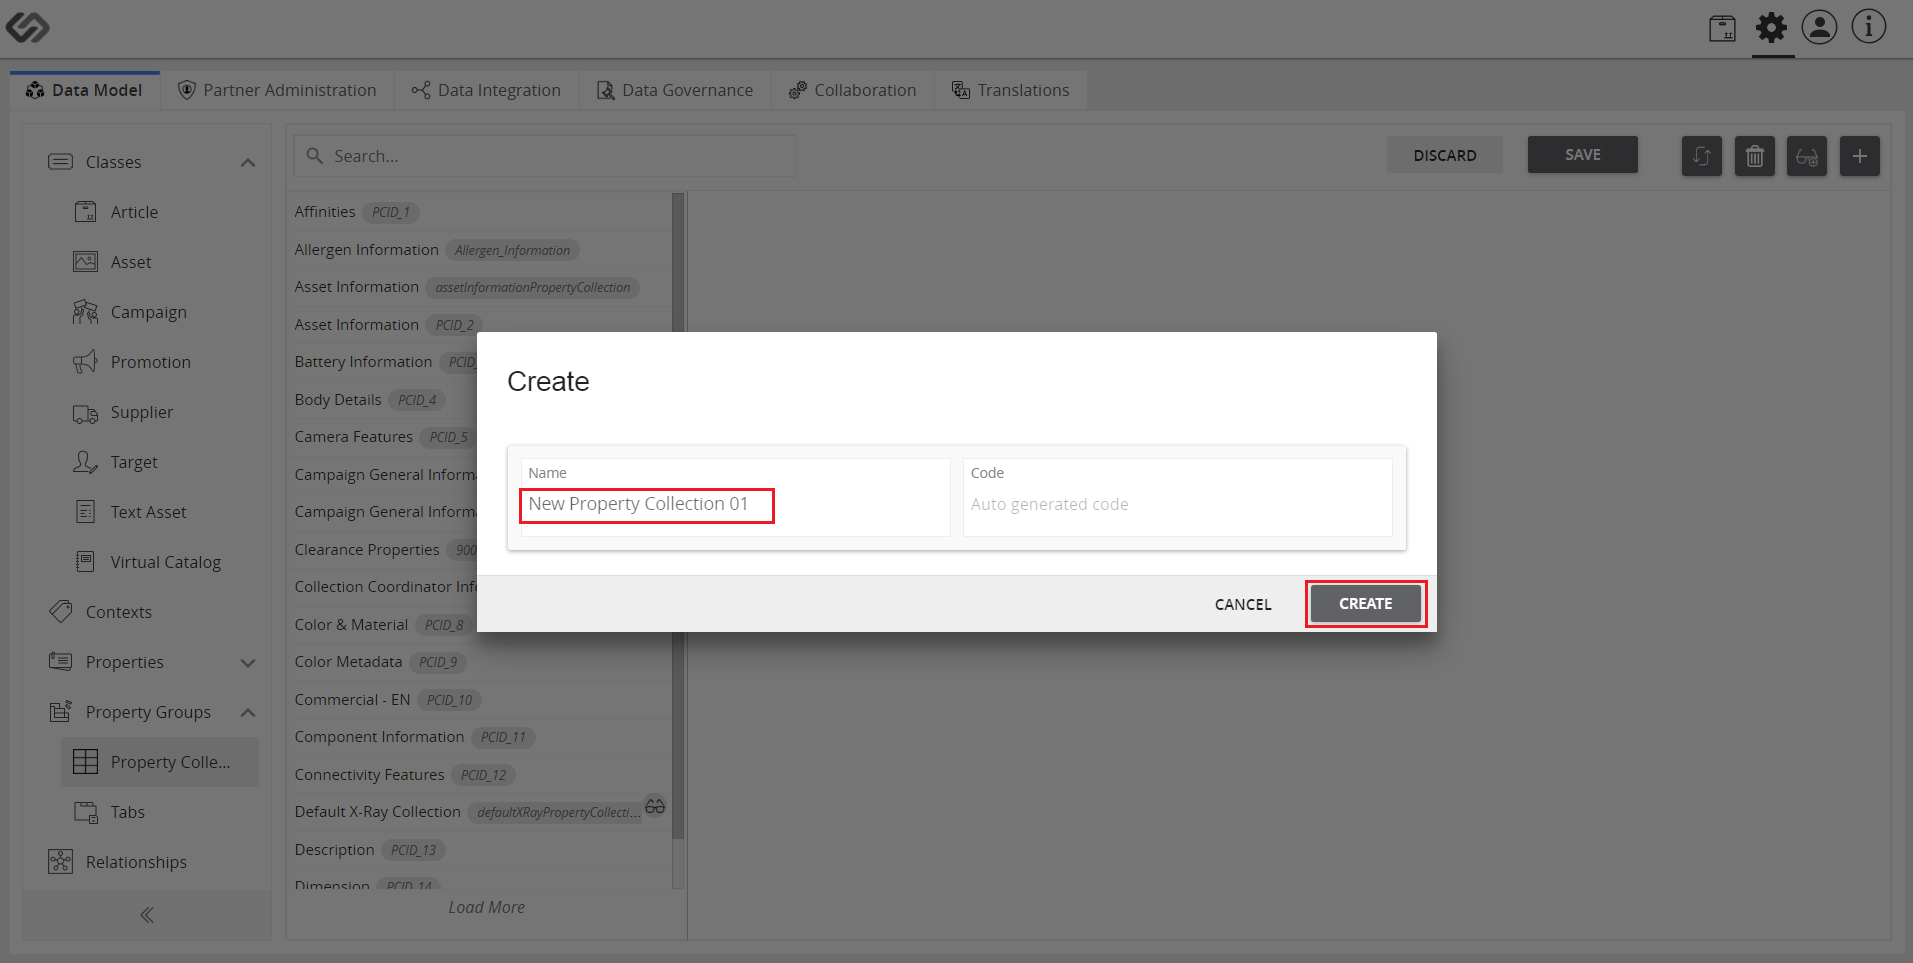 Data Model
Partner Administration
Data Integration
Data Governance
Collaboration
Translations
Classes
Article
Asset
Campaign
Promotion
Supplier
Target
Text Asset
Virtual Catalog
Contexts
Properties
Property Groups
Property Colle...
Tabs
Relationships
Search...
DISCARD
SAVE
Affinities PCID_1
Allergen Information Allergen_Information
Asset Information assetInformationPropertyCollection
Asset Information PCID_2
Battery Information PCID_
Body Details PCID_4
Camera Features PCID_5
Campaign General Inform
Campaign General Inform
Clearance Properties 900
Collection Coordinator Inf
Color & Material PCID_8
Color Metadata PCID_9
Commercial - EN PCID_10
Component Information PCID_11
Connectivity Features PCID_12
Default X-Ray Collection defaultXRayPropertyCollecti...
Description PCID_13
Dimension PCID_14
Load More
Create
Name
New Property Collection 01
Code
Auto generated code
CANCEL
CREATE